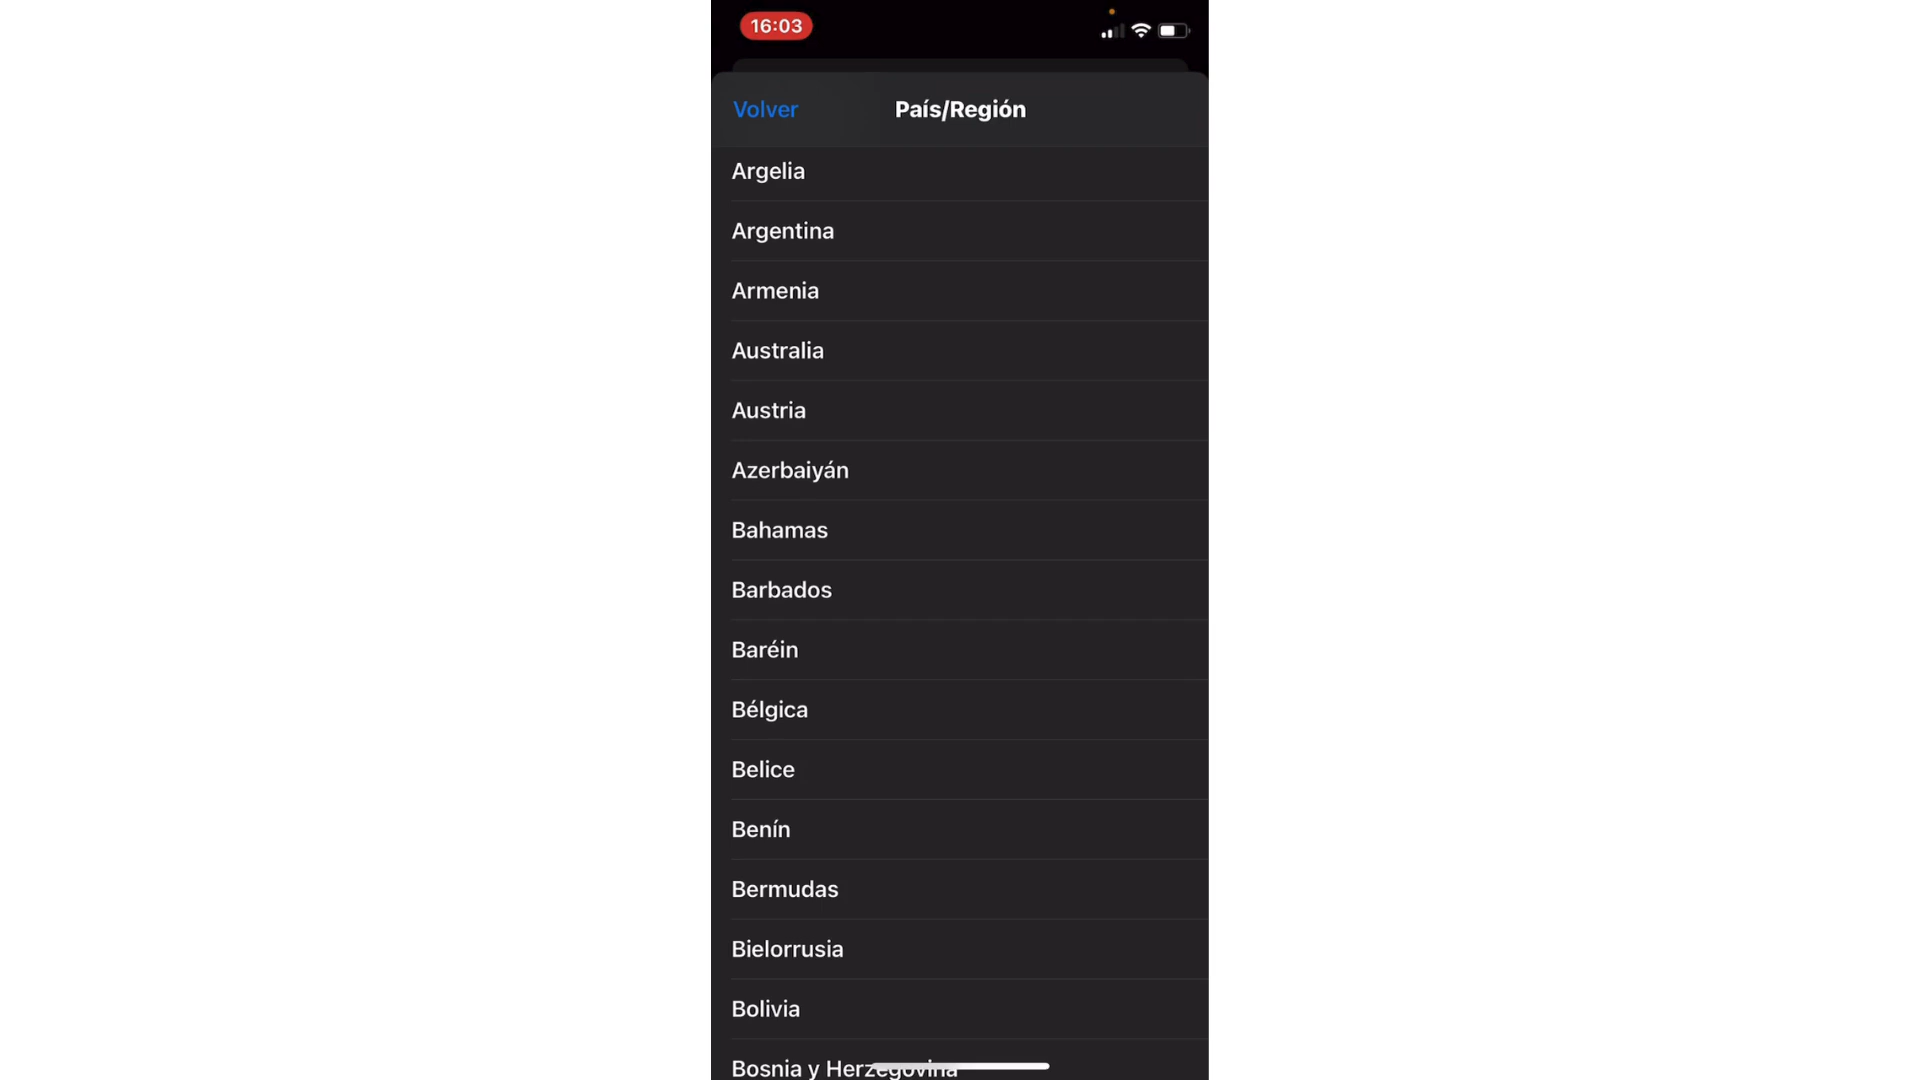 16:03
Volver
País/Región
Argelia
Argentina
Armenia
Australia
Austria
Azerbaiyán
Bahamas
Barbados
Baréin
Bélgica
Belice
Benín
Bermudas
Bielorrusia
Bolivia
Bosnia y Herzegovina